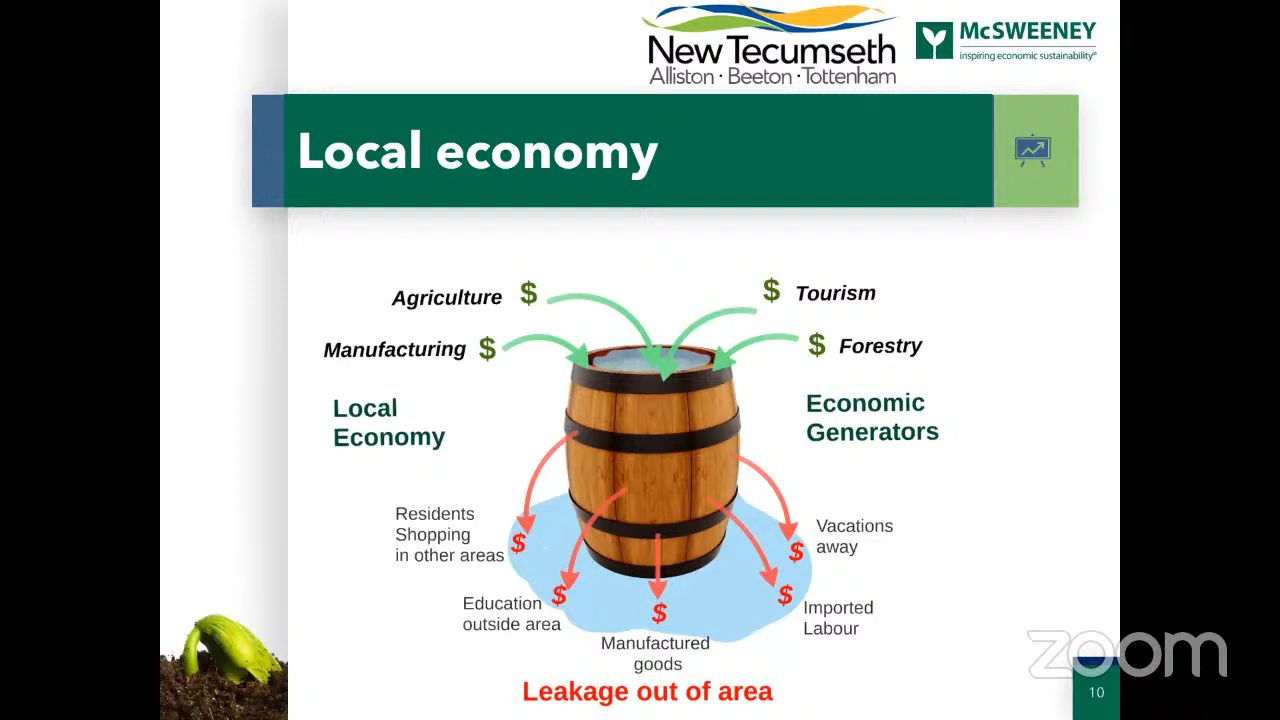 New Tecumseth
Alliston · Beeton · Tottenham
McSWEENEY
inspiring economic sustainability®
Local economy
Agriculture $
$ Tourism
Manufacturing $
$ Forestry
Local
Economy
Economic
Generators
Residents
Shopping
in other areas $
$ Vacations
away
Education $
outside area
$
Manufactured
goods
$ Imported
Labour
Leakage out of area
zoom
10